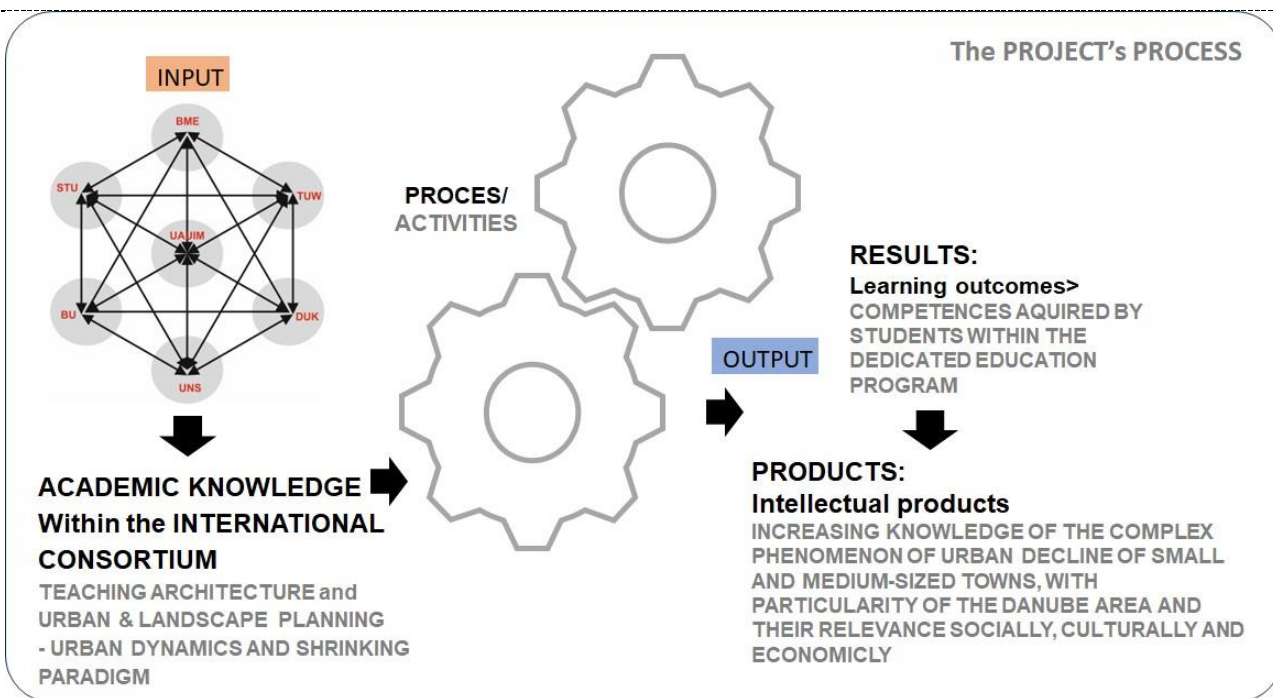 The PROJECT's PROCESS
INPUT
BME
STU
TUW
UAUIM
BU
DUK
UNS
ACADEMIC KNOWLEDGE
Within the INTERNATIONAL
CONSORTIUM
TEACHING ARCHITECTURE and
URBAN & LANDSCAPE PLANNING
- URBAN DYNAMICS AND SHRINKING
PARADIGM
PROCES/
ACTIVITIES
OUTPUT
RESULTS:
Learning outcomes>
COMPETENCES AQUIRED BY
STUDENTS WITHIN THE
DEDICATED EDUCATION
PROGRAM
PRODUCTS:
Intellectual products
INCREASING KNOWLEDGE OF THE COMPLEX
PHENOMENON OF URBAN DECLINE OF SMALL
AND MEDIUM-SIZED TOWNS, WITH
PARTICULARITY OF THE DANUBE AREA AND
THEIR RELEVANCE SOCIALLY, CULTURALLY AND
ECONOMICLY